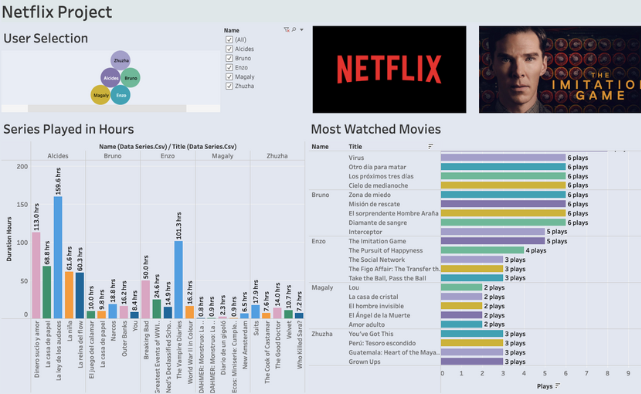 Netflix Project
User Selection
Zhuzha
Alcides
Bruno
Magaly
Enzo
Name
(All)
Alcides
Bruno
Enzo
Magaly
Zhuzha
NETFLIX
THE
IMITATION
GAME
Series Played in Hours
Name (Data Series.Csv) / Title (Data Series.Csv)
Alcides
Bruno
Enzo
Magaly
Zhuzha
Duration Hours
200
150
100
50
0
113.0 hrs
68.8 hrs
159.6 hrs
61.6 hrs
60.3 hrs
10.0 hrs
9.8 hrs
18.8 hrs
16.2 hrs
8.4 hrs
50.0 hrs
24.6 hrs
14.9 hrs
101.3 hrs
16.2 hrs
0.8 hrs
0.9 hrs
2.3 hrs
0.9 hrs
6.5 hrs
17.9 hrs
7.6 hrs
14.0 hrs
10.7 hrs
7.2 hrs
Dinero sucio y amor
La casa de papel
La ley de los audaces
La niña
La reina del flow
El juego del calamar
La casa de papel
Narcos
Outer Banks
You
Breaking Bad
Greatest Events of WWI..
Ned's Declassified Scho..
The Vampire Diaries
World War II in Colour
DAHMER: Monstruo: La ..
DAHMER: Monstruo: La ..
Diario de un gigoló
Ecos: Miniserie: Cumple..
New Amsterdam
Suits
The Cook of Castamar
The Good Doctor
Velvet
Who Killed Sara?
Most Watched Movies
Name Title
Virus 6 plays
Otro día para matar 6 plays
Los próximos tres días 6 plays
Cielo de medianoche 6 plays
Bruno Zona de miedo 6 plays
Misión de rescate 6 plays
El sorprendente Hombre Araña 6 plays
Diamante de sangre 6 plays
Interceptor 5 plays
Enzo The Imitation Game 5 plays
The Pursuit of Happyness 4 plays
The Social Network 3 plays
The Figo Affair: The Transfer th.. 3 plays
Take the Ball, Pass the Ball 3 plays
Magaly Lou 2 plays
La casa de cristal 2 plays
El hombre invisible 2 plays
El Ángel de la Muerte 2 plays
Amor adulto 2 plays
Zhuzha You've Got This 3 plays
Perú: Tesoro escondido 3 plays
Guatemala: Heart of the Maya.. 3 plays
Grown Ups 3 plays
0 1 2 3 4 5 6 7 8 9
Plays